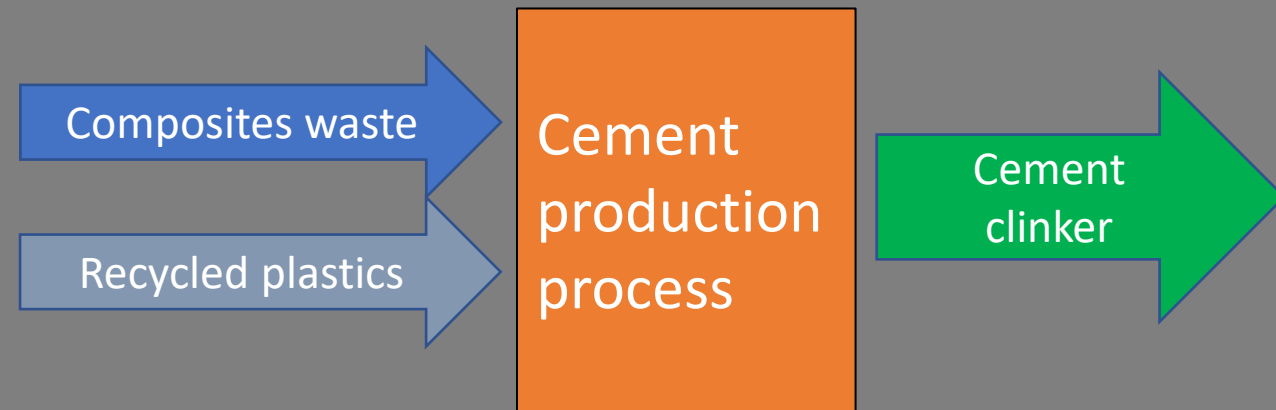 Composites waste
Recycled plastics
Cement
production
process
Cement
clinker